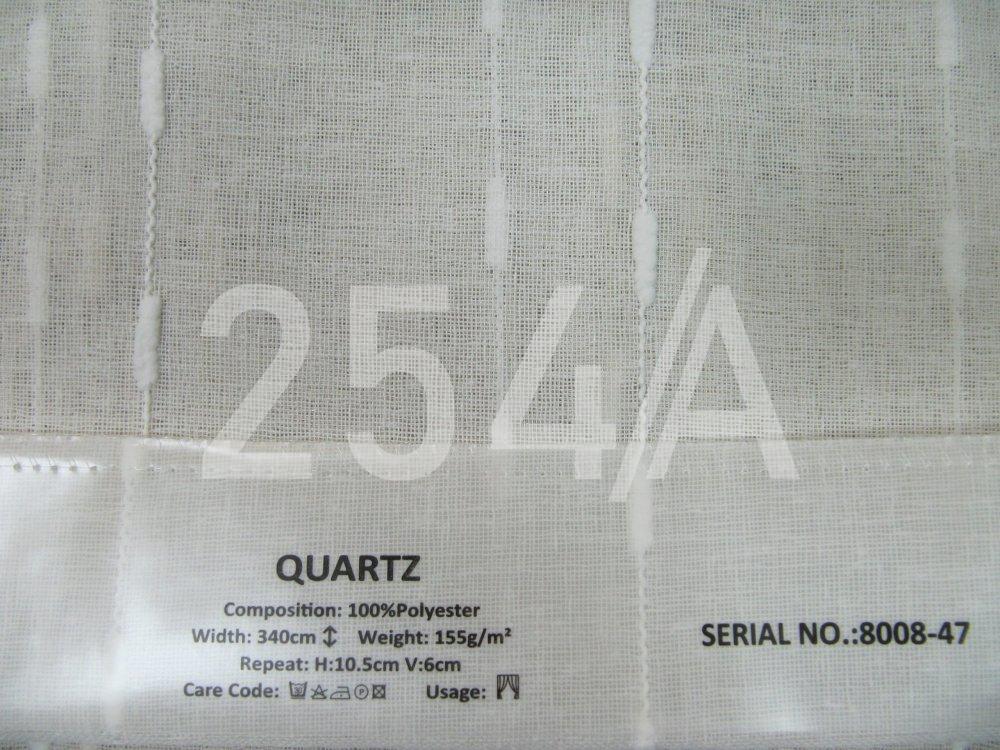 254/A
QUARTZ
Composition: 100%Polyester
Width: 340cm ↕ Weight: 155g/m²
Repeat: H:10.5cm V:6cm
Care Code: Usage:
SERIAL NO.:8008-47